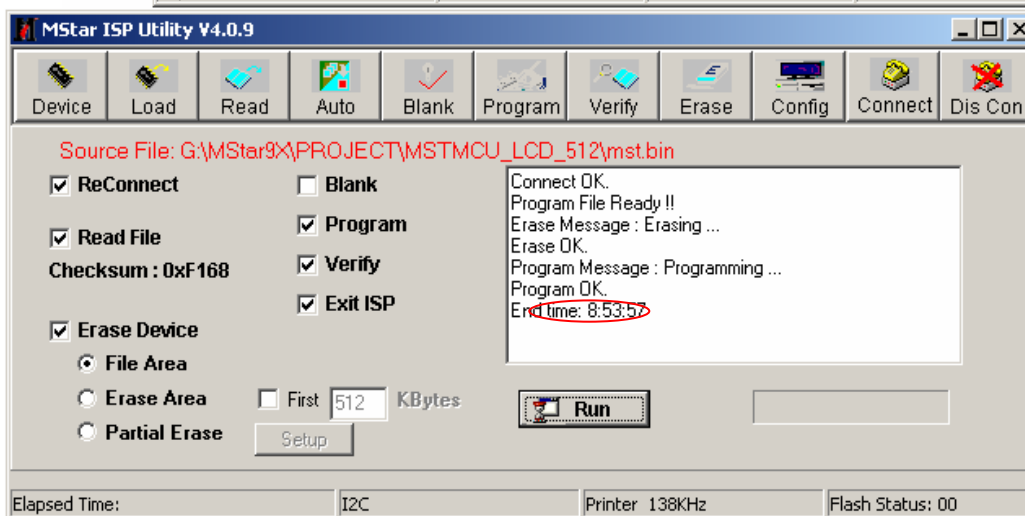 MStar ISP Utility V4.0.9
Device Load Read Auto Blank Program Verify Erase Config Connect Dis Con
Source File: G:\MStar9X\PROJECT\MSTMCU_LCD_512\mst.bin
ReConnect
Read File
Checksum : 0xF168
Erase Device
File Area
Erase Area
Partial Erase
Blank
Program
Verify
Exit ISP
First 512 KBytes
Setup
Connect OK.
Program File Ready !!
Erase Message : Erasing ...
Erase OK.
Program Message : Programming ...
Program OK.
End time: 8:53:57
Run
Elapsed Time: I2C Printer 138KHz Flash Status: 00